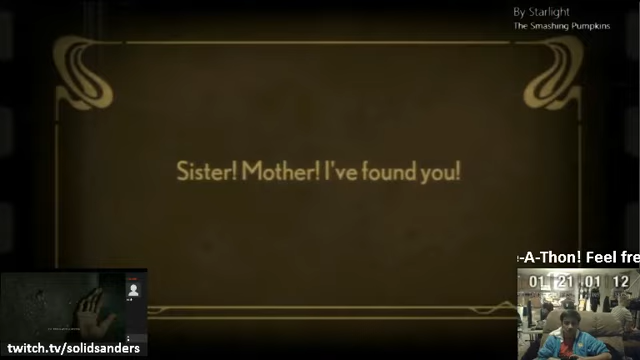 By Starlight
The Smashing Pumpkins
Sister! Mother! I've found you!
-A-Thon! Feel fre
01 21 01 12
twitch.tv/solidsanders